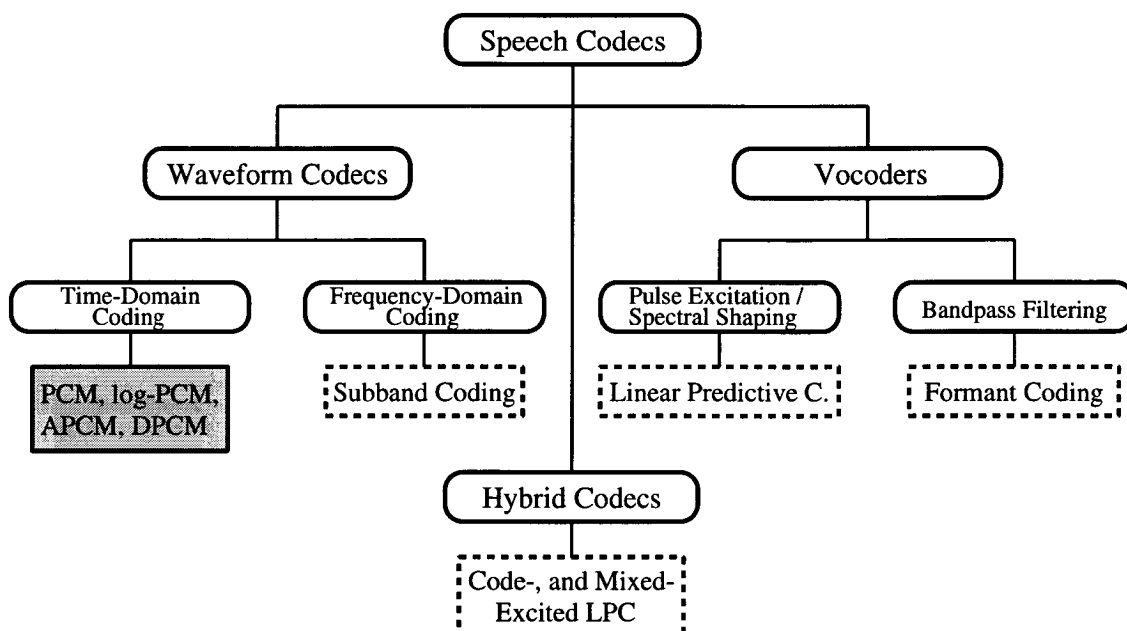 Speech Codecs
Waveform Codecs
Vocoders
Time-Domain
Coding
Frequency-Domain
Coding
Pulse Excitation /
Spectral Shaping
Bandpass Filtering
PCM, log-PCM,
APCM, DPCM
Subband Coding
Linear Predictive C.
Formant Coding
Hybrid Codecs
Code-, and Mixed-
Excited LPC